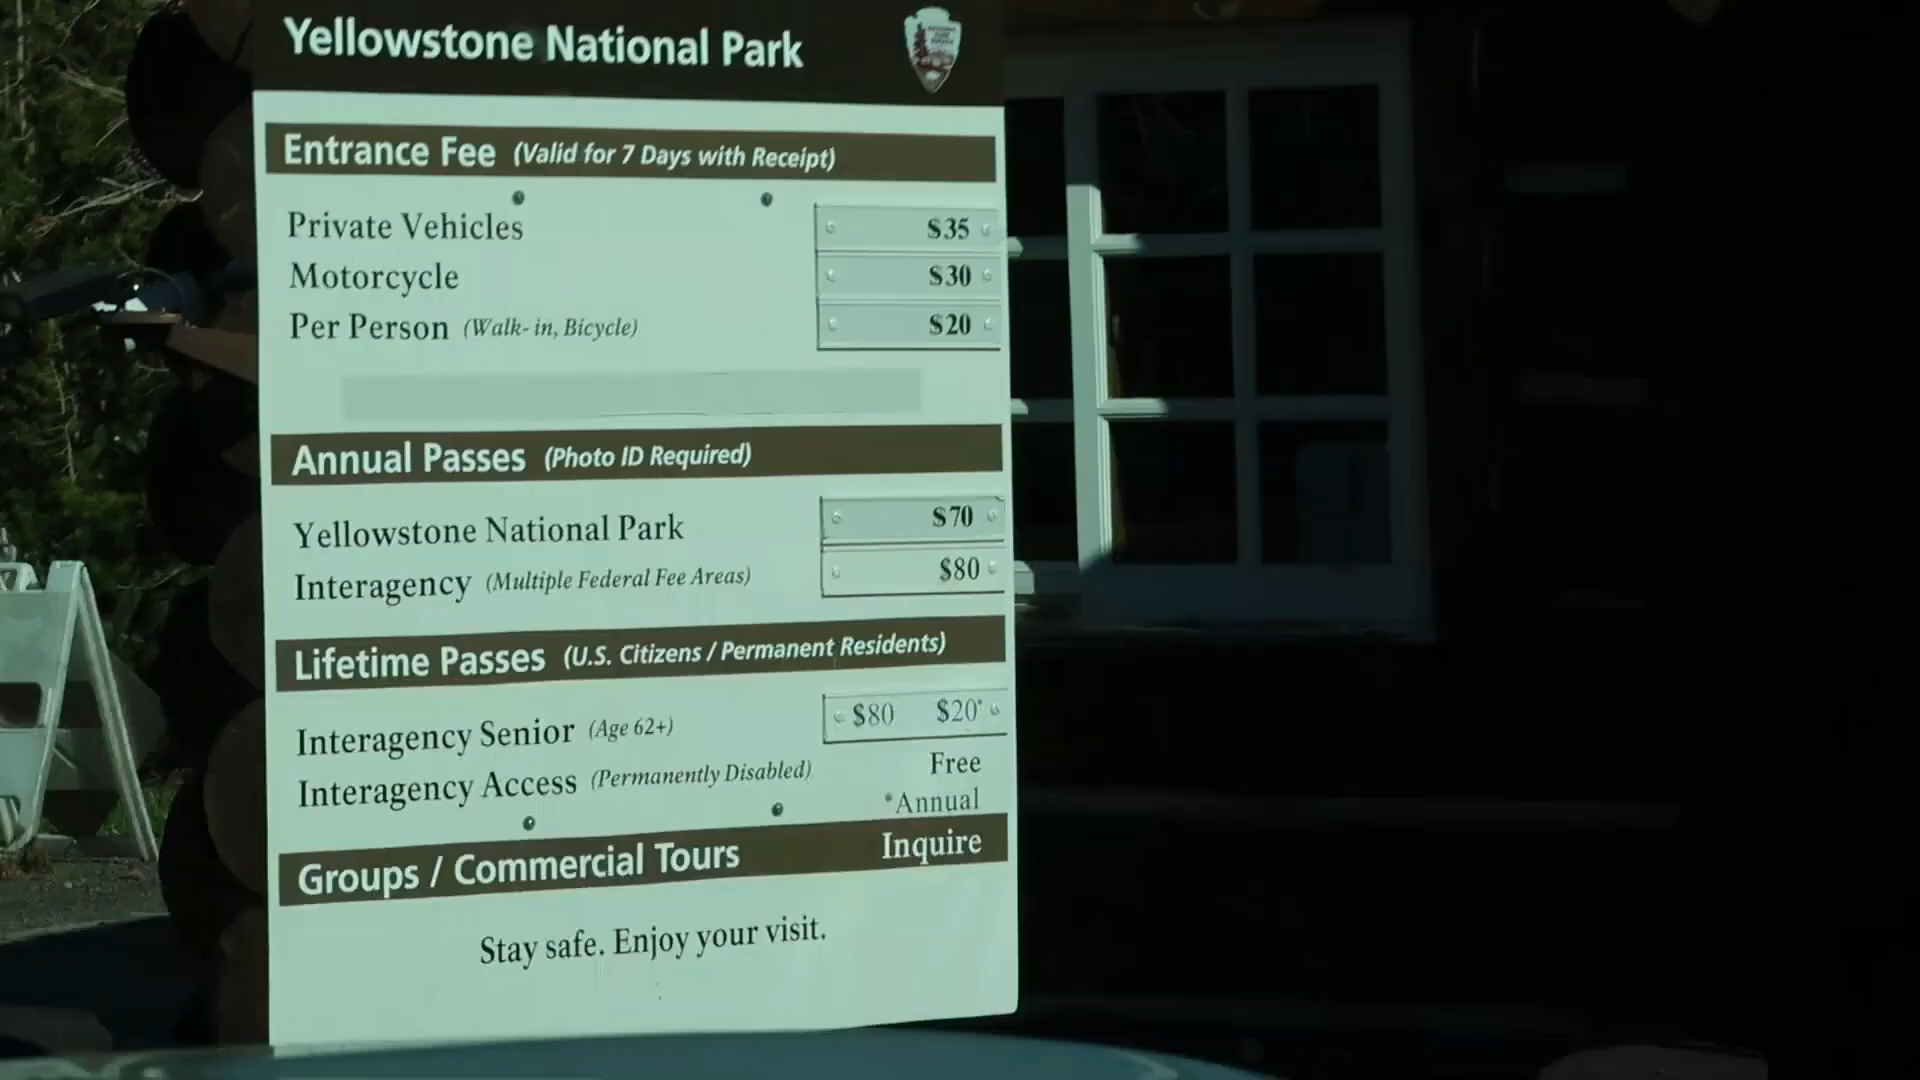 Yellowstone National Park
Entrance Fee (Valid for 7 Days with Receipt)
Private Vehicles $35
Motorcycle $30
Per Person (Walk-in, Bicycle) $20
Annual Passes (Photo ID Required)
Yellowstone National Park $70
Interagency (Multiple Federal Fee Areas) $80
Lifetime Passes (U.S. Citizens / Permanent Residents)
Interagency Senior (Age 62+) $80 $20*
Interagency Access (Permanently Disabled) Free
*Annual
Groups / Commercial Tours Inquire
Stay safe. Enjoy your visit.